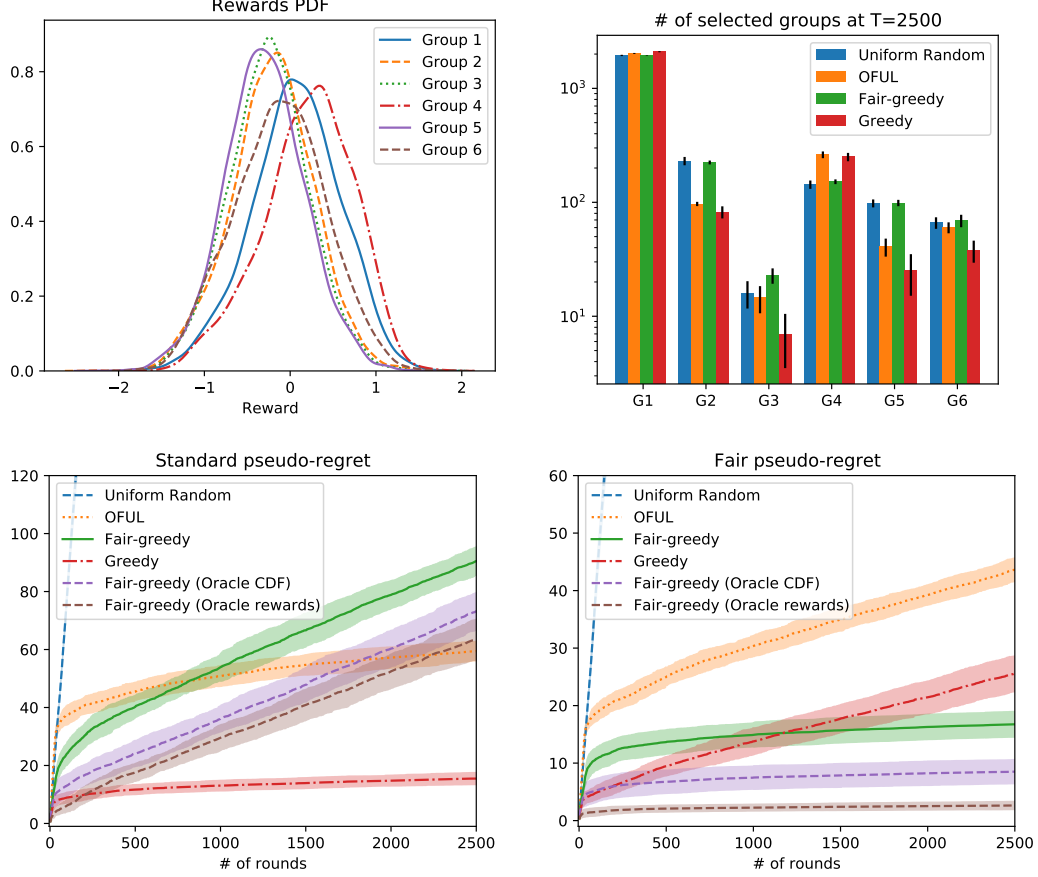 Rewards PDF
0.8
0.6
0.4
0.2
0.0
−2
−1
0
1
2
Reward
Group 1
Group 2
Group 3
Group 4
Group 5
Group 6
# of selected groups at T=2500
10³
10²
10¹
G1
G2
G3
G4
G5
G6
Uniform Random
OFUL
Fair-greedy
Greedy
Standard pseudo-regret
120
100
80
60
40
20
0
0
500
1000
1500
2000
2500
# of rounds
Uniform Random
OFUL
Fair-greedy
Greedy
Fair-greedy (Oracle CDF)
Fair-greedy (Oracle rewards)
Fair pseudo-regret
60
50
40
30
20
10
0
0
500
1000
1500
2000
2500
# of rounds
Uniform Random
OFUL
Fair-greedy
Greedy
Fair-greedy (Oracle CDF)
Fair-greedy (Oracle rewards)